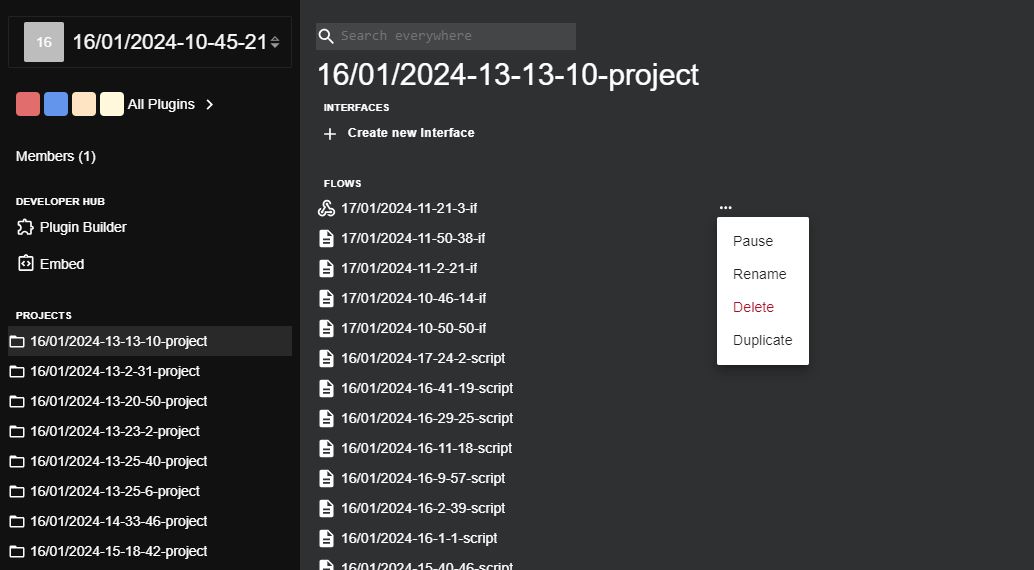 16
16/01/2024-10-45-21
All Plugins
Members (1)
DEVELOPER HUB
Plugin Builder
Embed
PROJECTS
16/01/2024-13-13-10-project
16/01/2024-13-2-31-project
16/01/2024-13-20-50-project
16/01/2024-13-23-2-project
16/01/2024-13-25-40-project
16/01/2024-13-25-6-project
16/01/2024-14-33-46-project
16/01/2024-15-18-42-project
Search everywhere
16/01/2024-13-13-10-project
INTERFACES
Create new Interface
FLOWS
17/01/2024-11-21-3-if
17/01/2024-11-50-38-if
17/01/2024-11-2-21-if
17/01/2024-10-46-14-if
17/01/2024-10-50-50-if
16/01/2024-17-24-2-script
16/01/2024-16-41-19-script
16/01/2024-16-29-25-script
16/01/2024-16-11-18-script
16/01/2024-16-9-57-script
16/01/2024-16-2-39-script
16/01/2024-16-1-1-script
16/01/2024-15-40-46-script
Pause
Rename
Delete
Duplicate